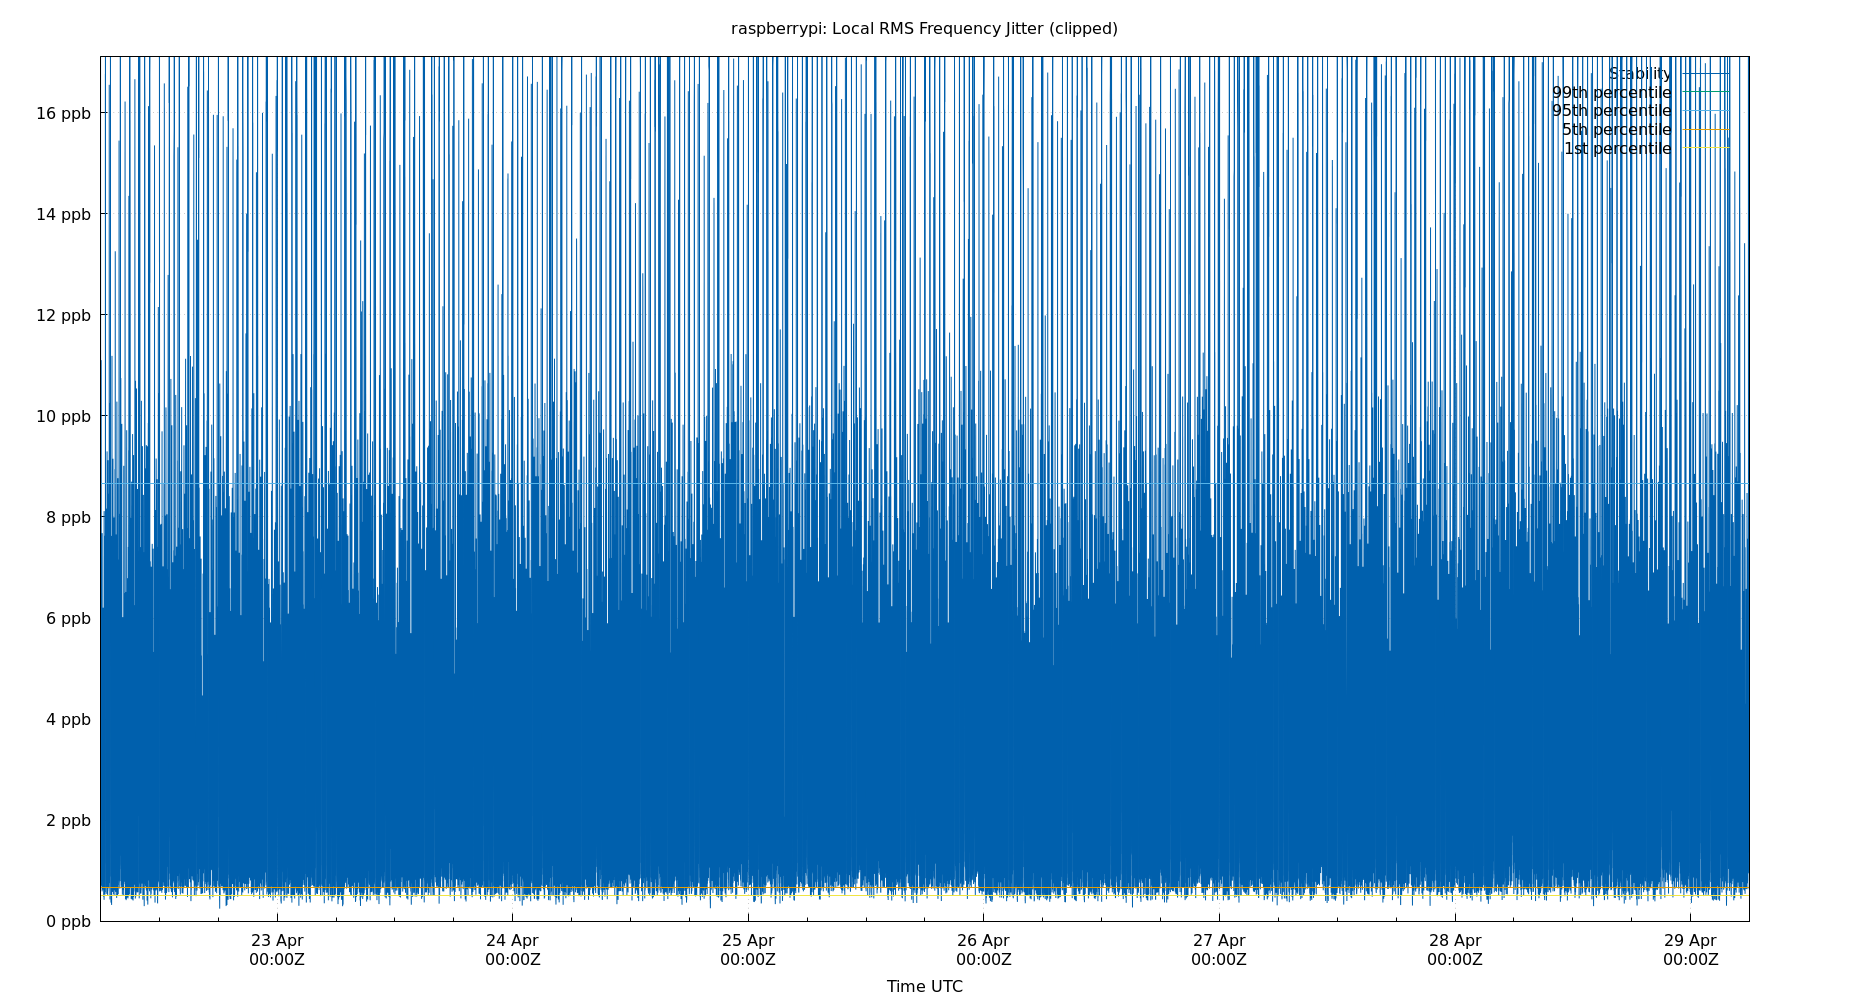 raspberrypi: Local RMS Frequency Jitter (clipped)
Stability
99th percentile
95th percentile
5th percentile
1st percentile
16 ppb
14 ppb
12 ppb
10 ppb
8 ppb
6 ppb
4 ppb
2 ppb
0 ppb
23 Apr 24 Apr 25 Apr 26 Apr 27 Apr 28 Apr 29 Apr
00:00Z 00:00Z 00:00Z 00:00Z 00:00Z 00:00Z 00:00Z
Time UTC